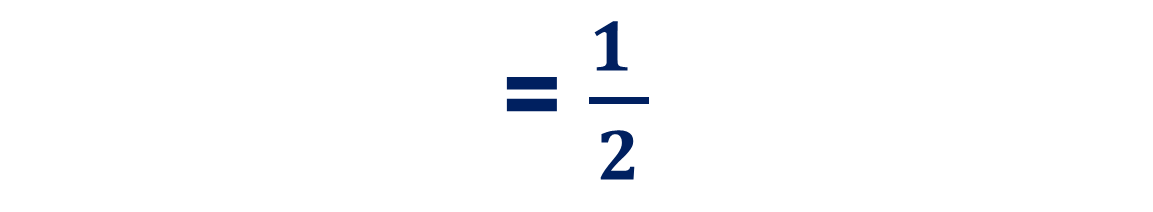 = 1/2